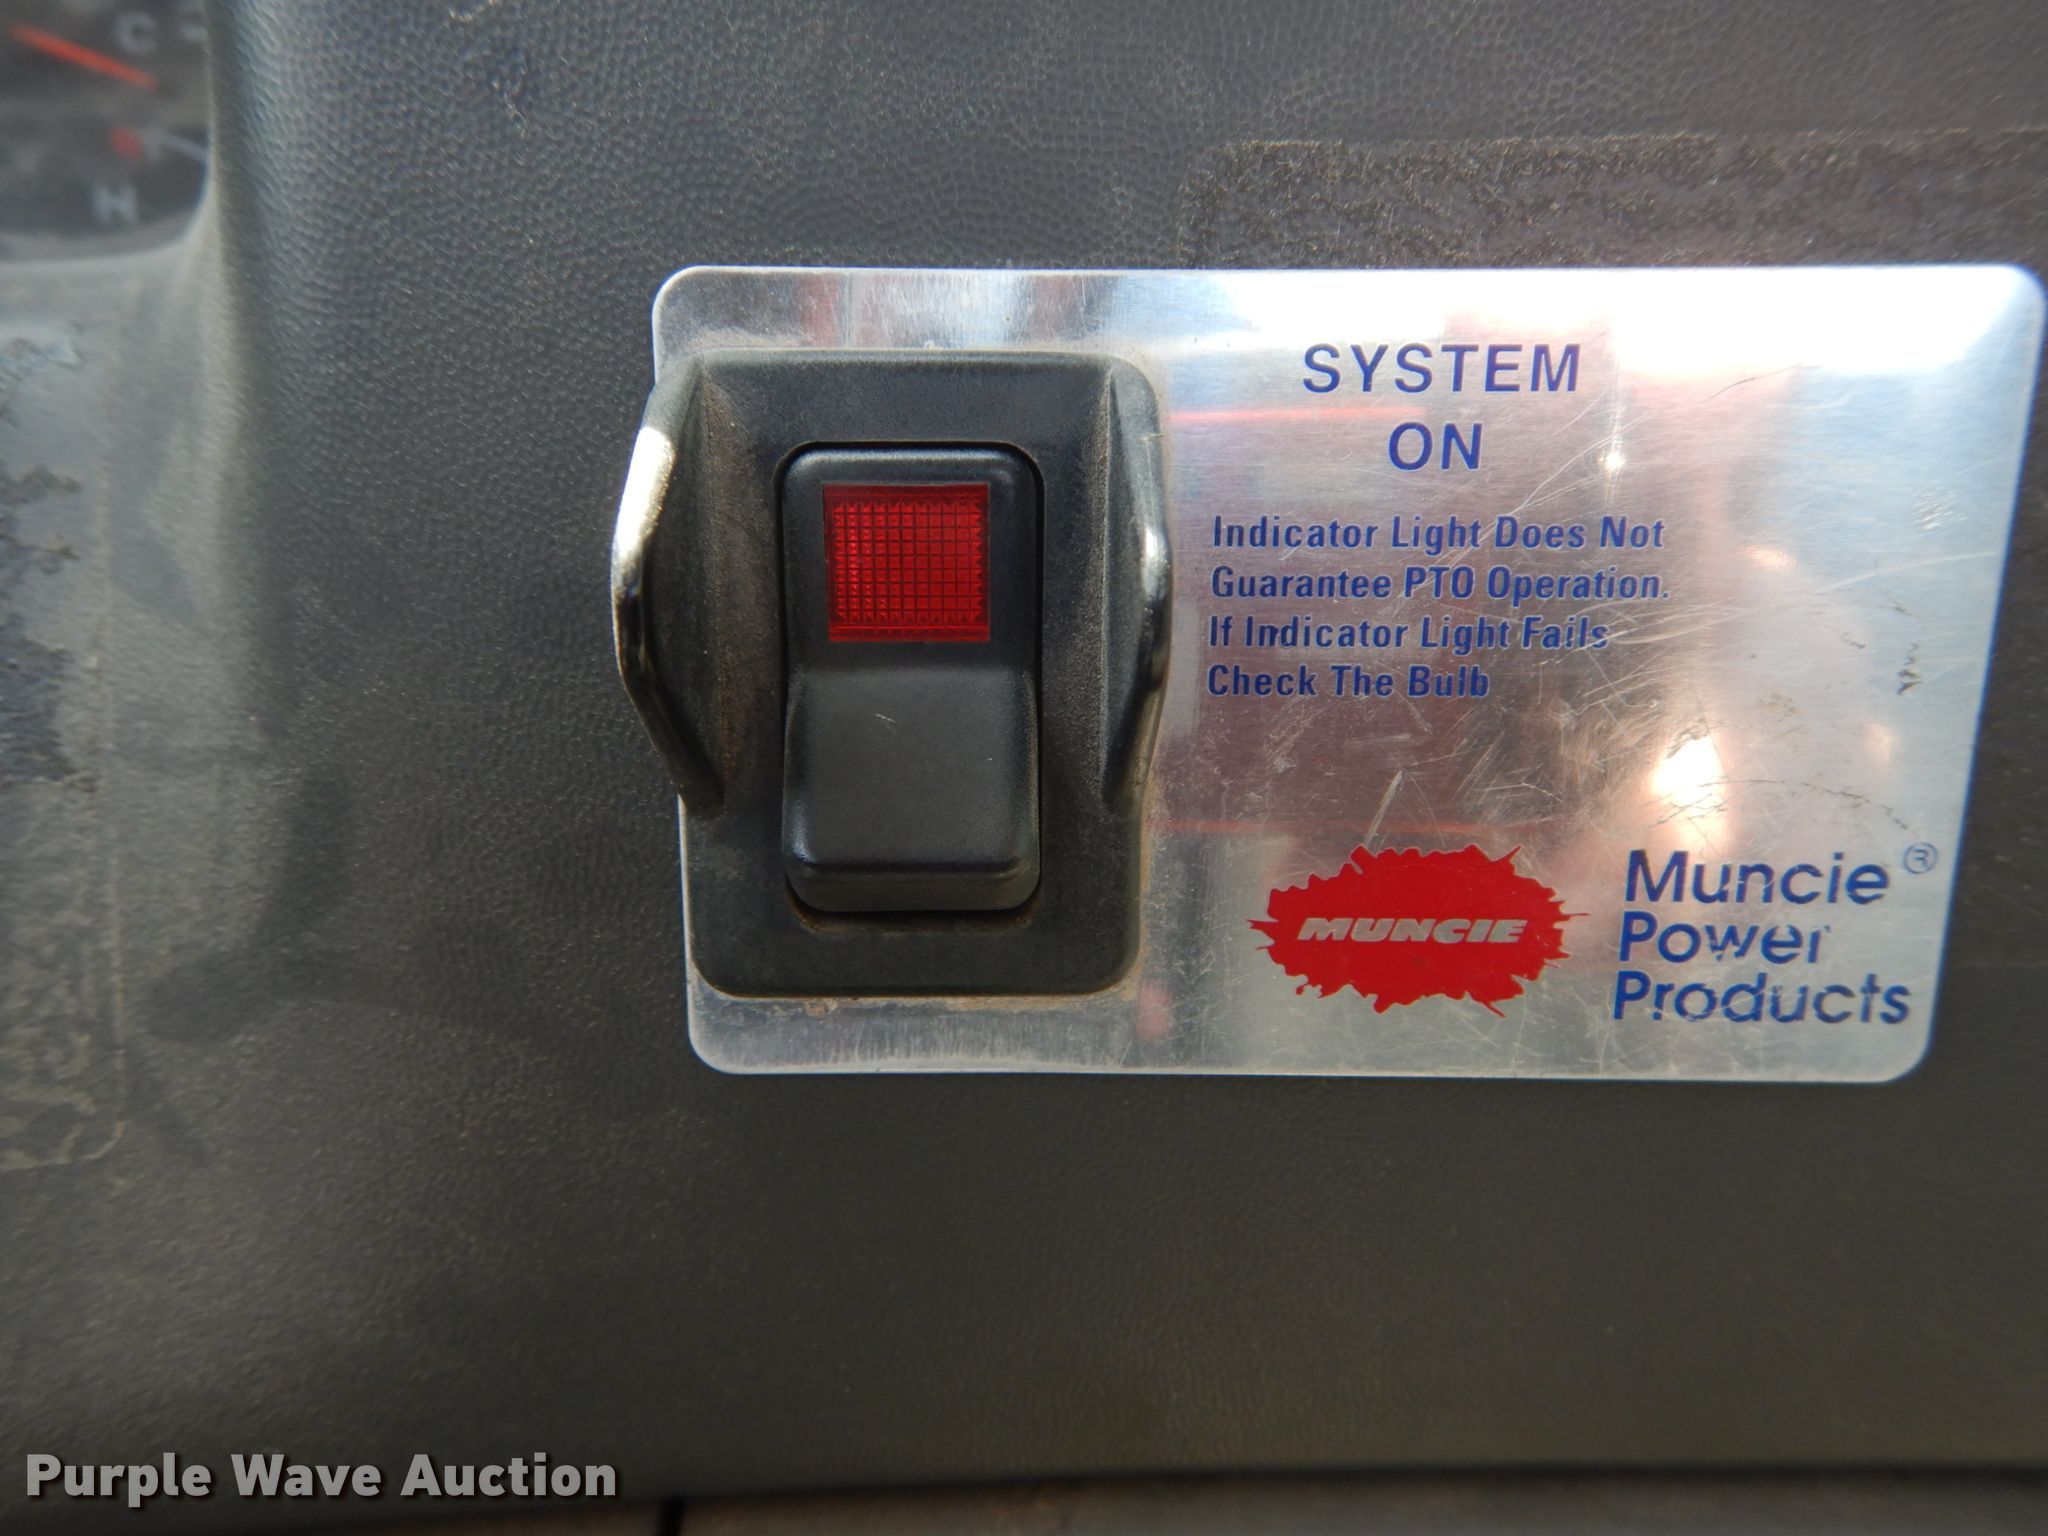 C
H
SYSTEM
ON
Indicator Light Does Not
Guarantee PTO Operation.
If Indicator Light Fails
Check The Bulb
MUNCIE
Muncie ®
Power
Products
Purple Wave Auction